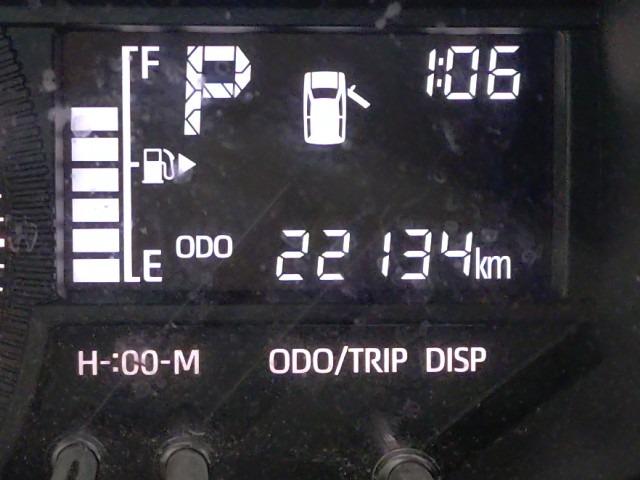 F
P
1:06
E
ODO 22134km
H-:00-M ODO/TRIP DISP